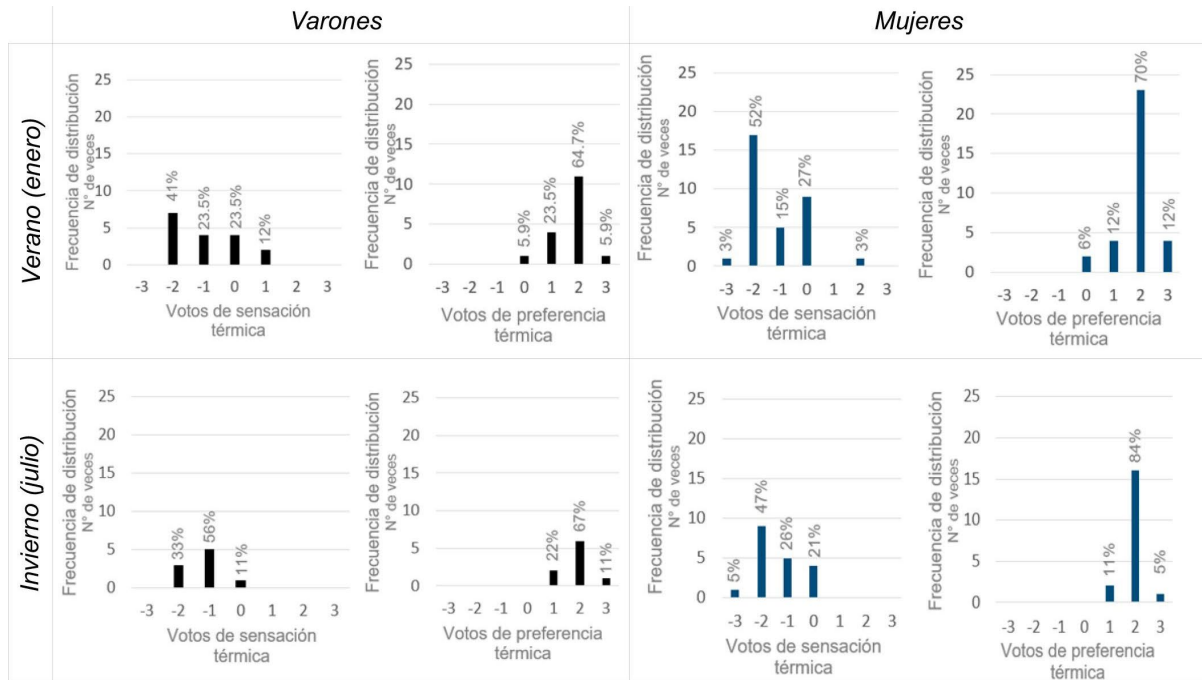 Varones
Mujeres
Verano (enero)
Frecuencia de distribución
N° de veces
25
20
15
10
5
0
41%
23.5%
23.5%
12%
-3 -2 -1 0 1 2 3
Votos de sensación
térmica
Frecuencia de distribución
N° de veces
25
20
15
10
5
0
5.9%
23.5%
64.7%
5.9%
-3 -2 -1 0 1 2 3
Votos de preferencia
térmica
Frecuencia de distribución
N° de veces
25
20
15
10
5
0
3%
52%
15%
27%
3%
-3 -2 -1 0 1 2 3
Votos de sensación
térmica
Frecuencia de distribución
N° de veces
25
20
15
10
5
0
6%
12%
70%
12%
-3 -2 -1 0 1 2 3
Votos de preferencia
térmica
Invierno (julio)
Frecuencia de distribución
N° de veces
25
20
15
10
5
0
33%
56%
11%
-3 -2 -1 0 1 2 3
Votos de sensación
térmica
Frecuencia de distribución
N° de veces
25
20
15
10
5
0
22%
67%
11%
-3 -2 -1 0 1 2 3
Votos de preferencia
térmica
Frecuencia de distribución
N° de veces
25
20
15
10
5
0
5%
47%
26%
21%
-3 -2 -1 0 1 2 3
Votos de sensación
térmica
Frecuencia de distribución
N° de veces
25
20
15
10
5
0
11%
84%
5%
-3 -2 -1 0 1 2 3
Votos de preferencia
térmica